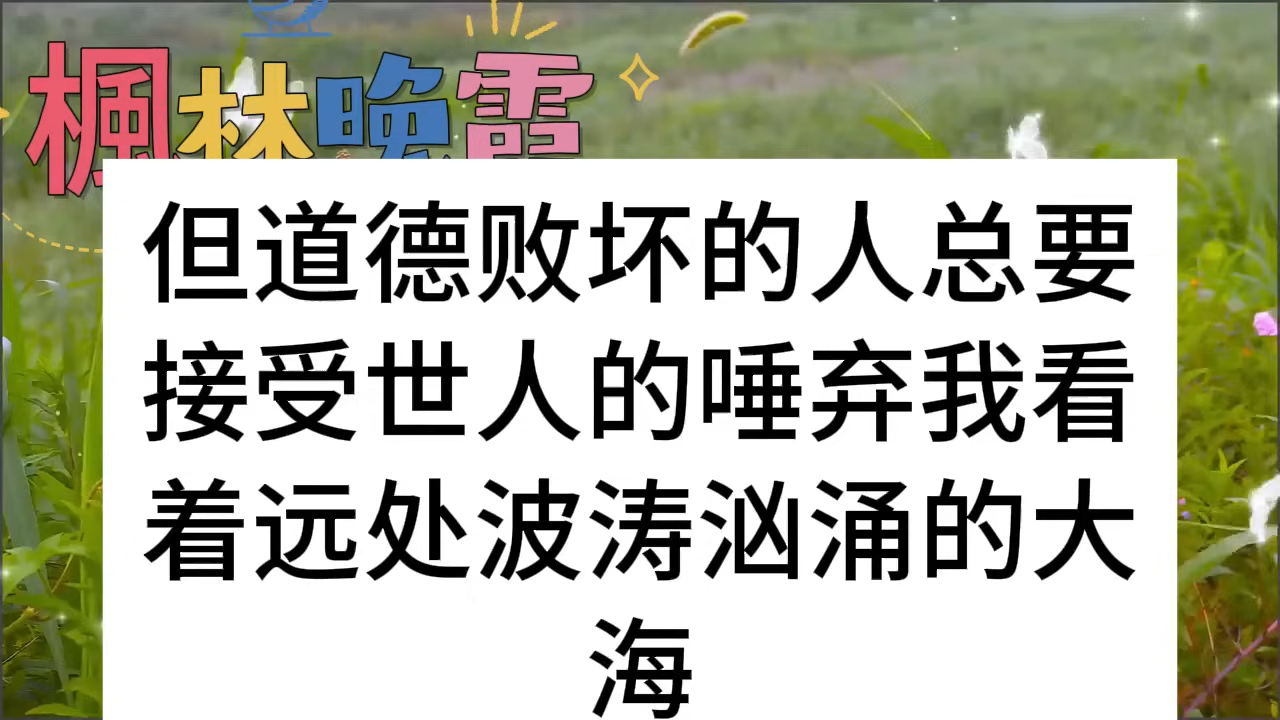 楓林晚霞
但道德败坏的人总要
接受世人的唾弃我看
着远处波涛汹涌的大
海